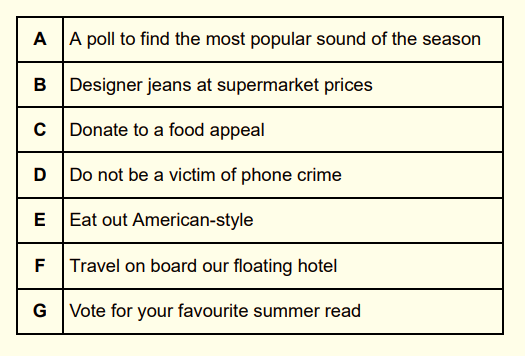 A A poll to find the most popular sound of the season
B Designer jeans at supermarket prices
C Donate to a food appeal
D Do not be a victim of phone crime
E Eat out American-style
F Travel on board our floating hotel
G Vote for your favourite summer read